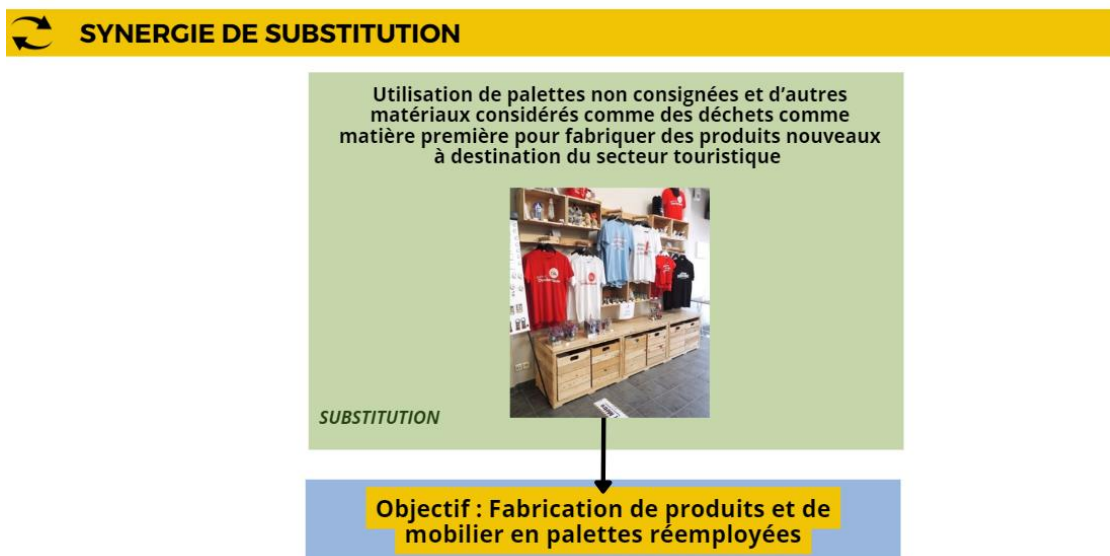 SYNERGIE DE SUBSTITUTION
Utilisation de palettes non consignées et d’autres
matériaux considérés comme des déchets comme
matière première pour fabriquer des produits nouveaux
à destination du secteur touristique
SUBSTITUTION
Objectif : Fabrication de produits et de
mobilier en palettes réemployées